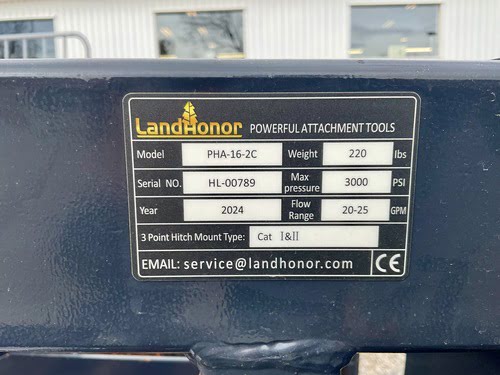 LandHonor POWERFUL ATTACHMENT TOOLS
Model PHA-16-2C Weight 220 lbs
Serial NO. HL-00789 Max pressure 3000 PSI
Year 2024 Flow Range 20-25 GPM
3 Point Hitch Mount Type: Cat I&II
EMAIL: service@landhonor.com CE